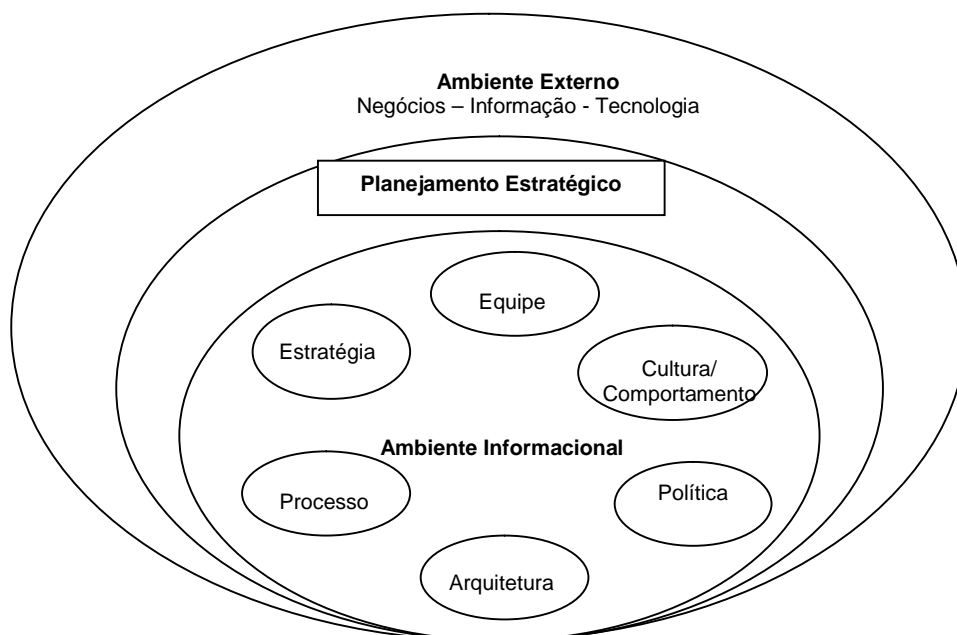 Ambiente Externo
Negócios – Informação - Tecnologia
Planejamento Estratégico
Equipe
Estratégia
Cultura/
Comportamento
Ambiente Informacional
Processo
Política
Arquitetura